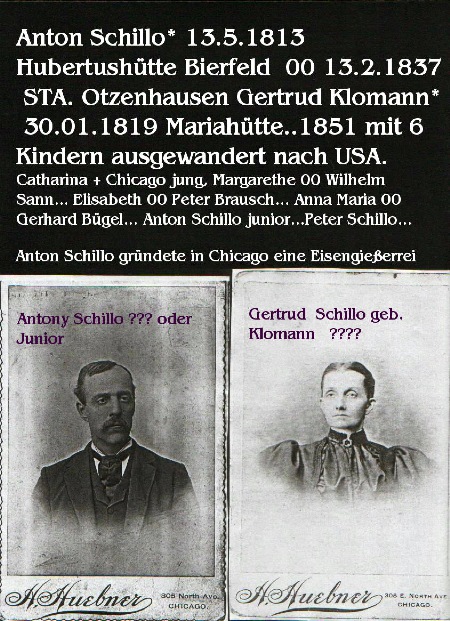 Anton Schillo* 13.5.1813
Hubertushütte Bierfeld 00 13.2.1837
STA. Otzenhausen Gertrud Klomann*
30.01.1819 Mariahütte..1851 mit 6
Kindern ausgewandert nach USA.
Catharina + Chicago jung, Margarethe 00 Wilhelm
Sann... Elisabeth 00 Peter Brausch... Anna Maria 00
Gerhard Bügel... Anton Schillo junior...Peter Schillo...
Anton Schillo gründete in Chicago eine Eisengießerrei
Antony Schillo ??? oder
Junior
Gertrud Schillo geb.
Klomann ????
H. Huebner 306 North Ave.
CHICAGO.
H. Huebner 306 E. North Ave
CHICAGO.